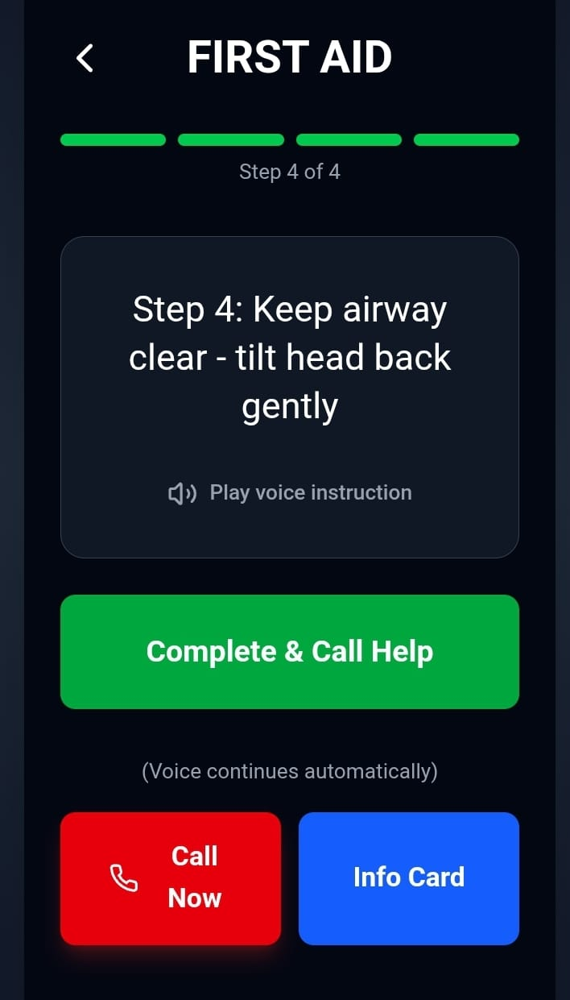 FIRST AID
Step 4 of 4
Step 4: Keep airway
clear - tilt head back
gently
Play voice instruction
Complete & Call Help
(Voice continues automatically)
Call
Now
Info Card